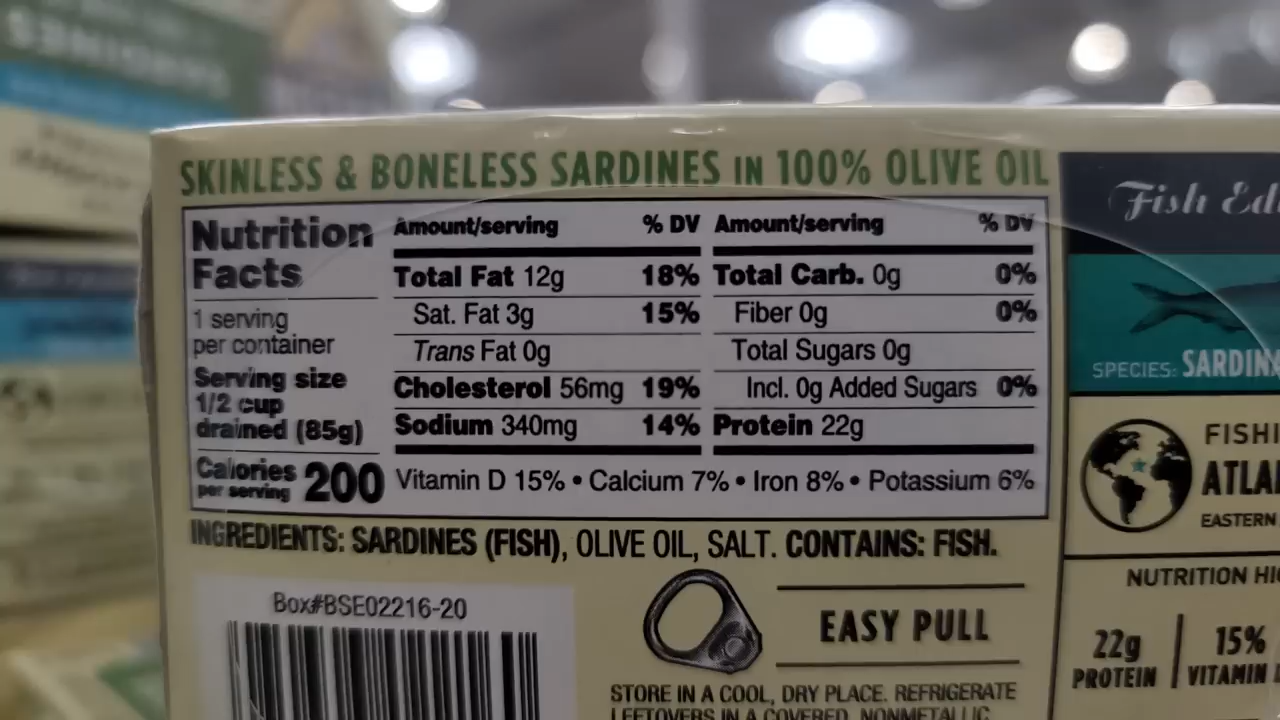 SARDINES
SKINLESS & BONELESS SARDINES IN 100% OLIVE OIL
Nutrition
Facts
1 serving
per container
Serving size
1/2 cup
drained (85g)
Calories
per serving
200
Amount/serving % DV
Total Fat 12g 18%
Sat. Fat 3g 15%
Trans Fat 0g
Cholesterol 56mg 19%
Sodium 340mg 14%
Amount/serving % DV
Total Carb. 0g 0%
Fiber 0g 0%
Total Sugars 0g
Incl. 0g Added Sugars 0%
Protein 22g
Vitamin D 15% • Calcium 7% • Iron 8% • Potassium 6%
INGREDIENTS: SARDINES (FISH), OLIVE OIL, SALT. CONTAINS: FISH.
Box#BSE02216-20
EASY PULL
STORE IN A COOL, DRY PLACE. REFRIGERATE
LEFTOVERS IN A COVERED, NONMETALLIC
Fish Ed
SPECIES: SARDIN
FISHI
ATLA
EASTERN
NUTRITION HI
22g
PROTEIN
15%
VITAMIN